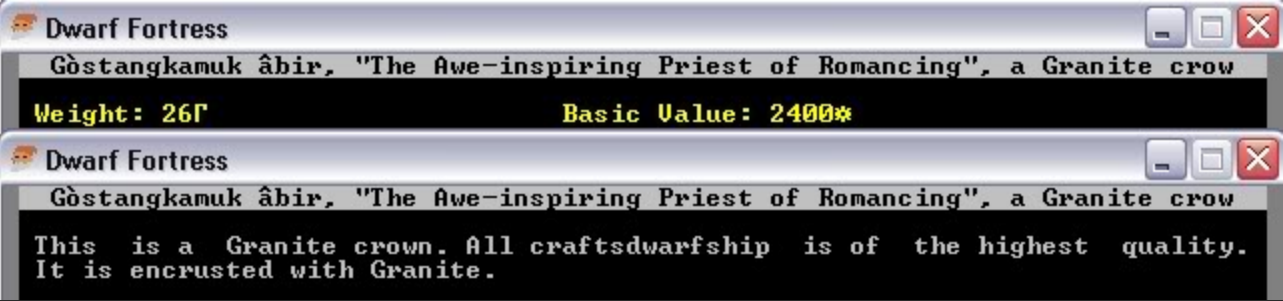 Dwarf Fortress
Gòstangkamuk âbir, "The Awe-inspiring Priest of Romancing", a Granite crow
Weight: 26Γ Basic Value: 2400☼
Dwarf Fortress
Gòstangkamuk âbir, "The Awe-inspiring Priest of Romancing", a Granite crow
This is a Granite crown. All craftsdwarfship is of the highest quality.
It is encrusted with Granite.